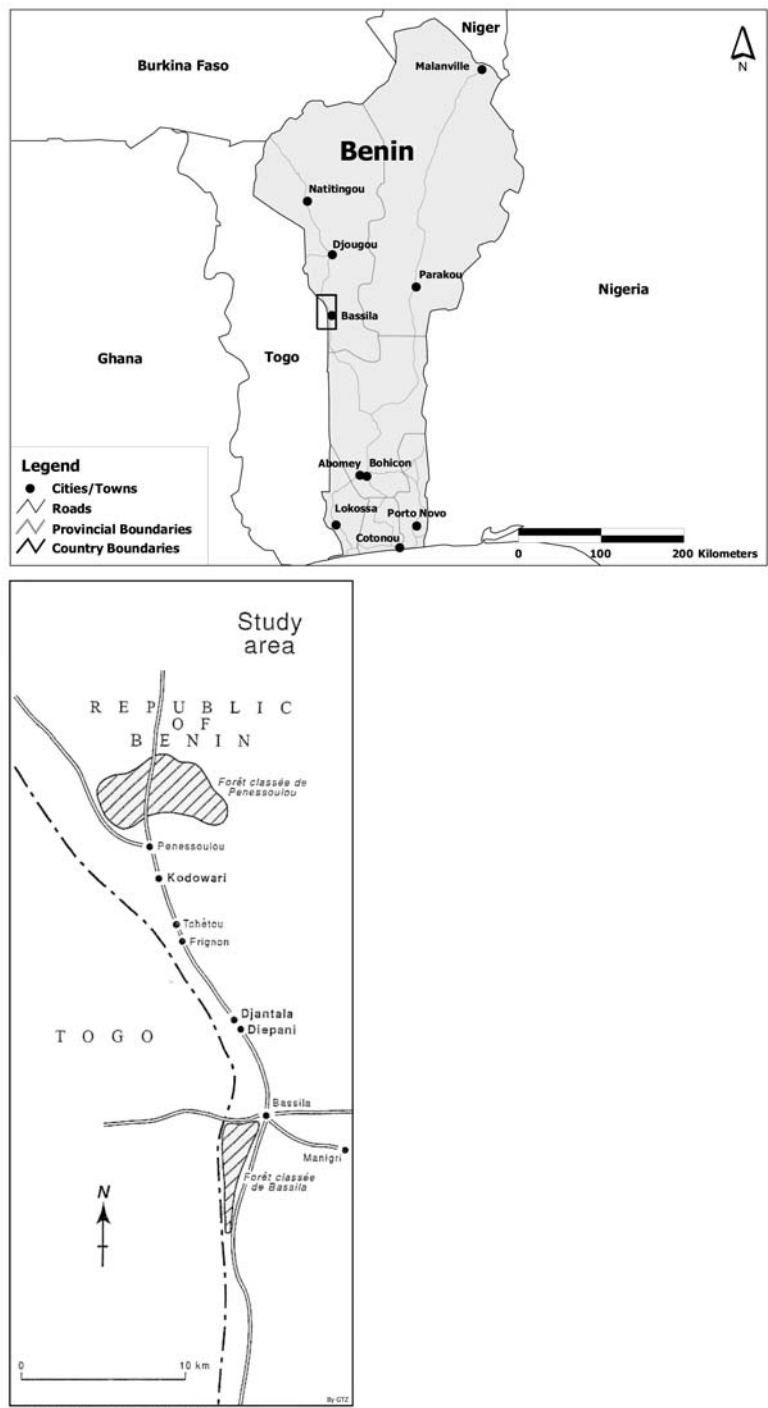 Niger
Burkina Faso
Malanville
N
Benin
Natitingou
Djougou
Parakou
Nigeria
Bassila
Ghana
Togo
Legend
Cities/Towns
Roads
Provincial Boundaries
Country Boundaries
Abomey
Bohicon
Lokossa
Porto Novo
Cotonou
0 100 200 Kilometers
Study
area
REPUBLIC
OF
BENIN
Forêt classée de
Penessoulou
Penessoulou
Kodowari
Tchètou
Frignon
Djantala
Diepani
TOGO
Bassila
Manigri
Forêt classée
de Bassila
N
0 10 km
By GTZ